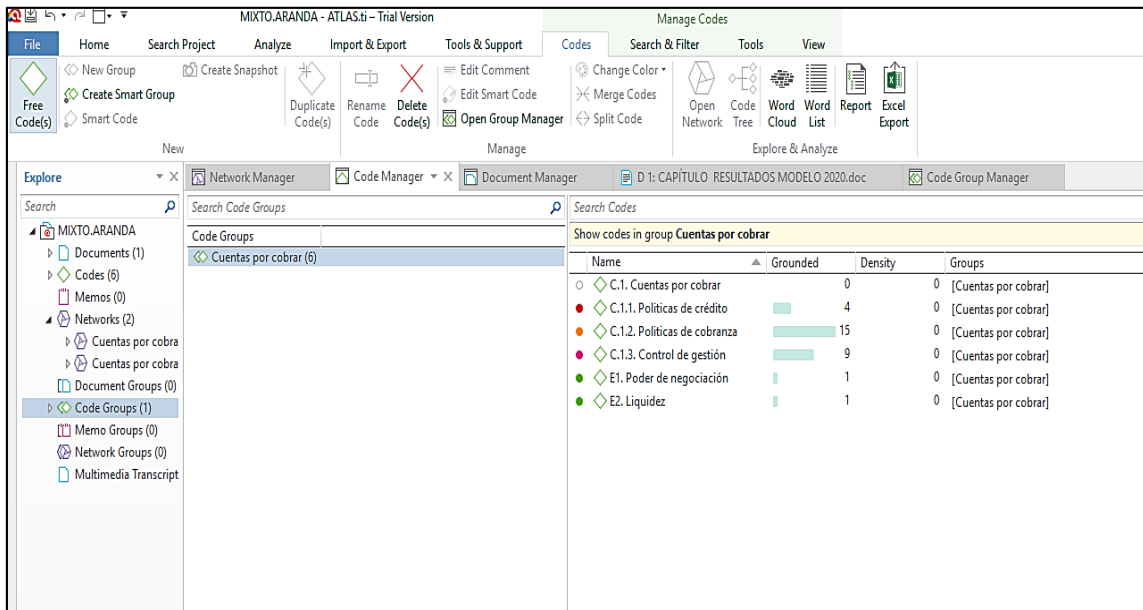 MIXTO.ARANDA - ATLAS.ti – Trial Version
Manage Codes
File Home Search Project Analyze Import & Export Tools & Support Codes Search & Filter Tools View
Free Code(s)
New Group
Create Smart Group
Smart Code
Create Snapshot
New
Duplicate Code(s)
Rename Code
Delete Code(s)
Edit Comment
Edit Smart Code
Open Group Manager
Change Color
Merge Codes
Split Code
Manage
Open Network
Code Tree
Word Cloud
Word List
Report
Excel Export
Explore & Analyze
Explore
Network Manager Code Manager Document Manager D 1: CAPÍTULO RESULTADOS MODELO 2020.doc Code Group Manager
Search
MIXTO.ARANDA
Documents (1)
Codes (6)
Memos (0)
Networks (2)
Cuentas por cobra
Cuentas por cobra
Document Groups (0)
Code Groups (1)
Memo Groups (0)
Network Groups (0)
Multimedia Transcript
Search Code Groups
Code Groups
Cuentas por cobrar (6)
Search Codes
Show codes in group Cuentas por cobrar
Name Grounded Density Groups
C.1. Cuentas por cobrar 0 0 [Cuentas por cobrar]
C.1.1. Politicas de crédito 4 0 [Cuentas por cobrar]
C.1.2. Politicas de cobranza 15 0 [Cuentas por cobrar]
C.1.3. Control de gestión 9 0 [Cuentas por cobrar]
E1. Poder de negociación 1 0 [Cuentas por cobrar]
E2. Liquidez 1 0 [Cuentas por cobrar]